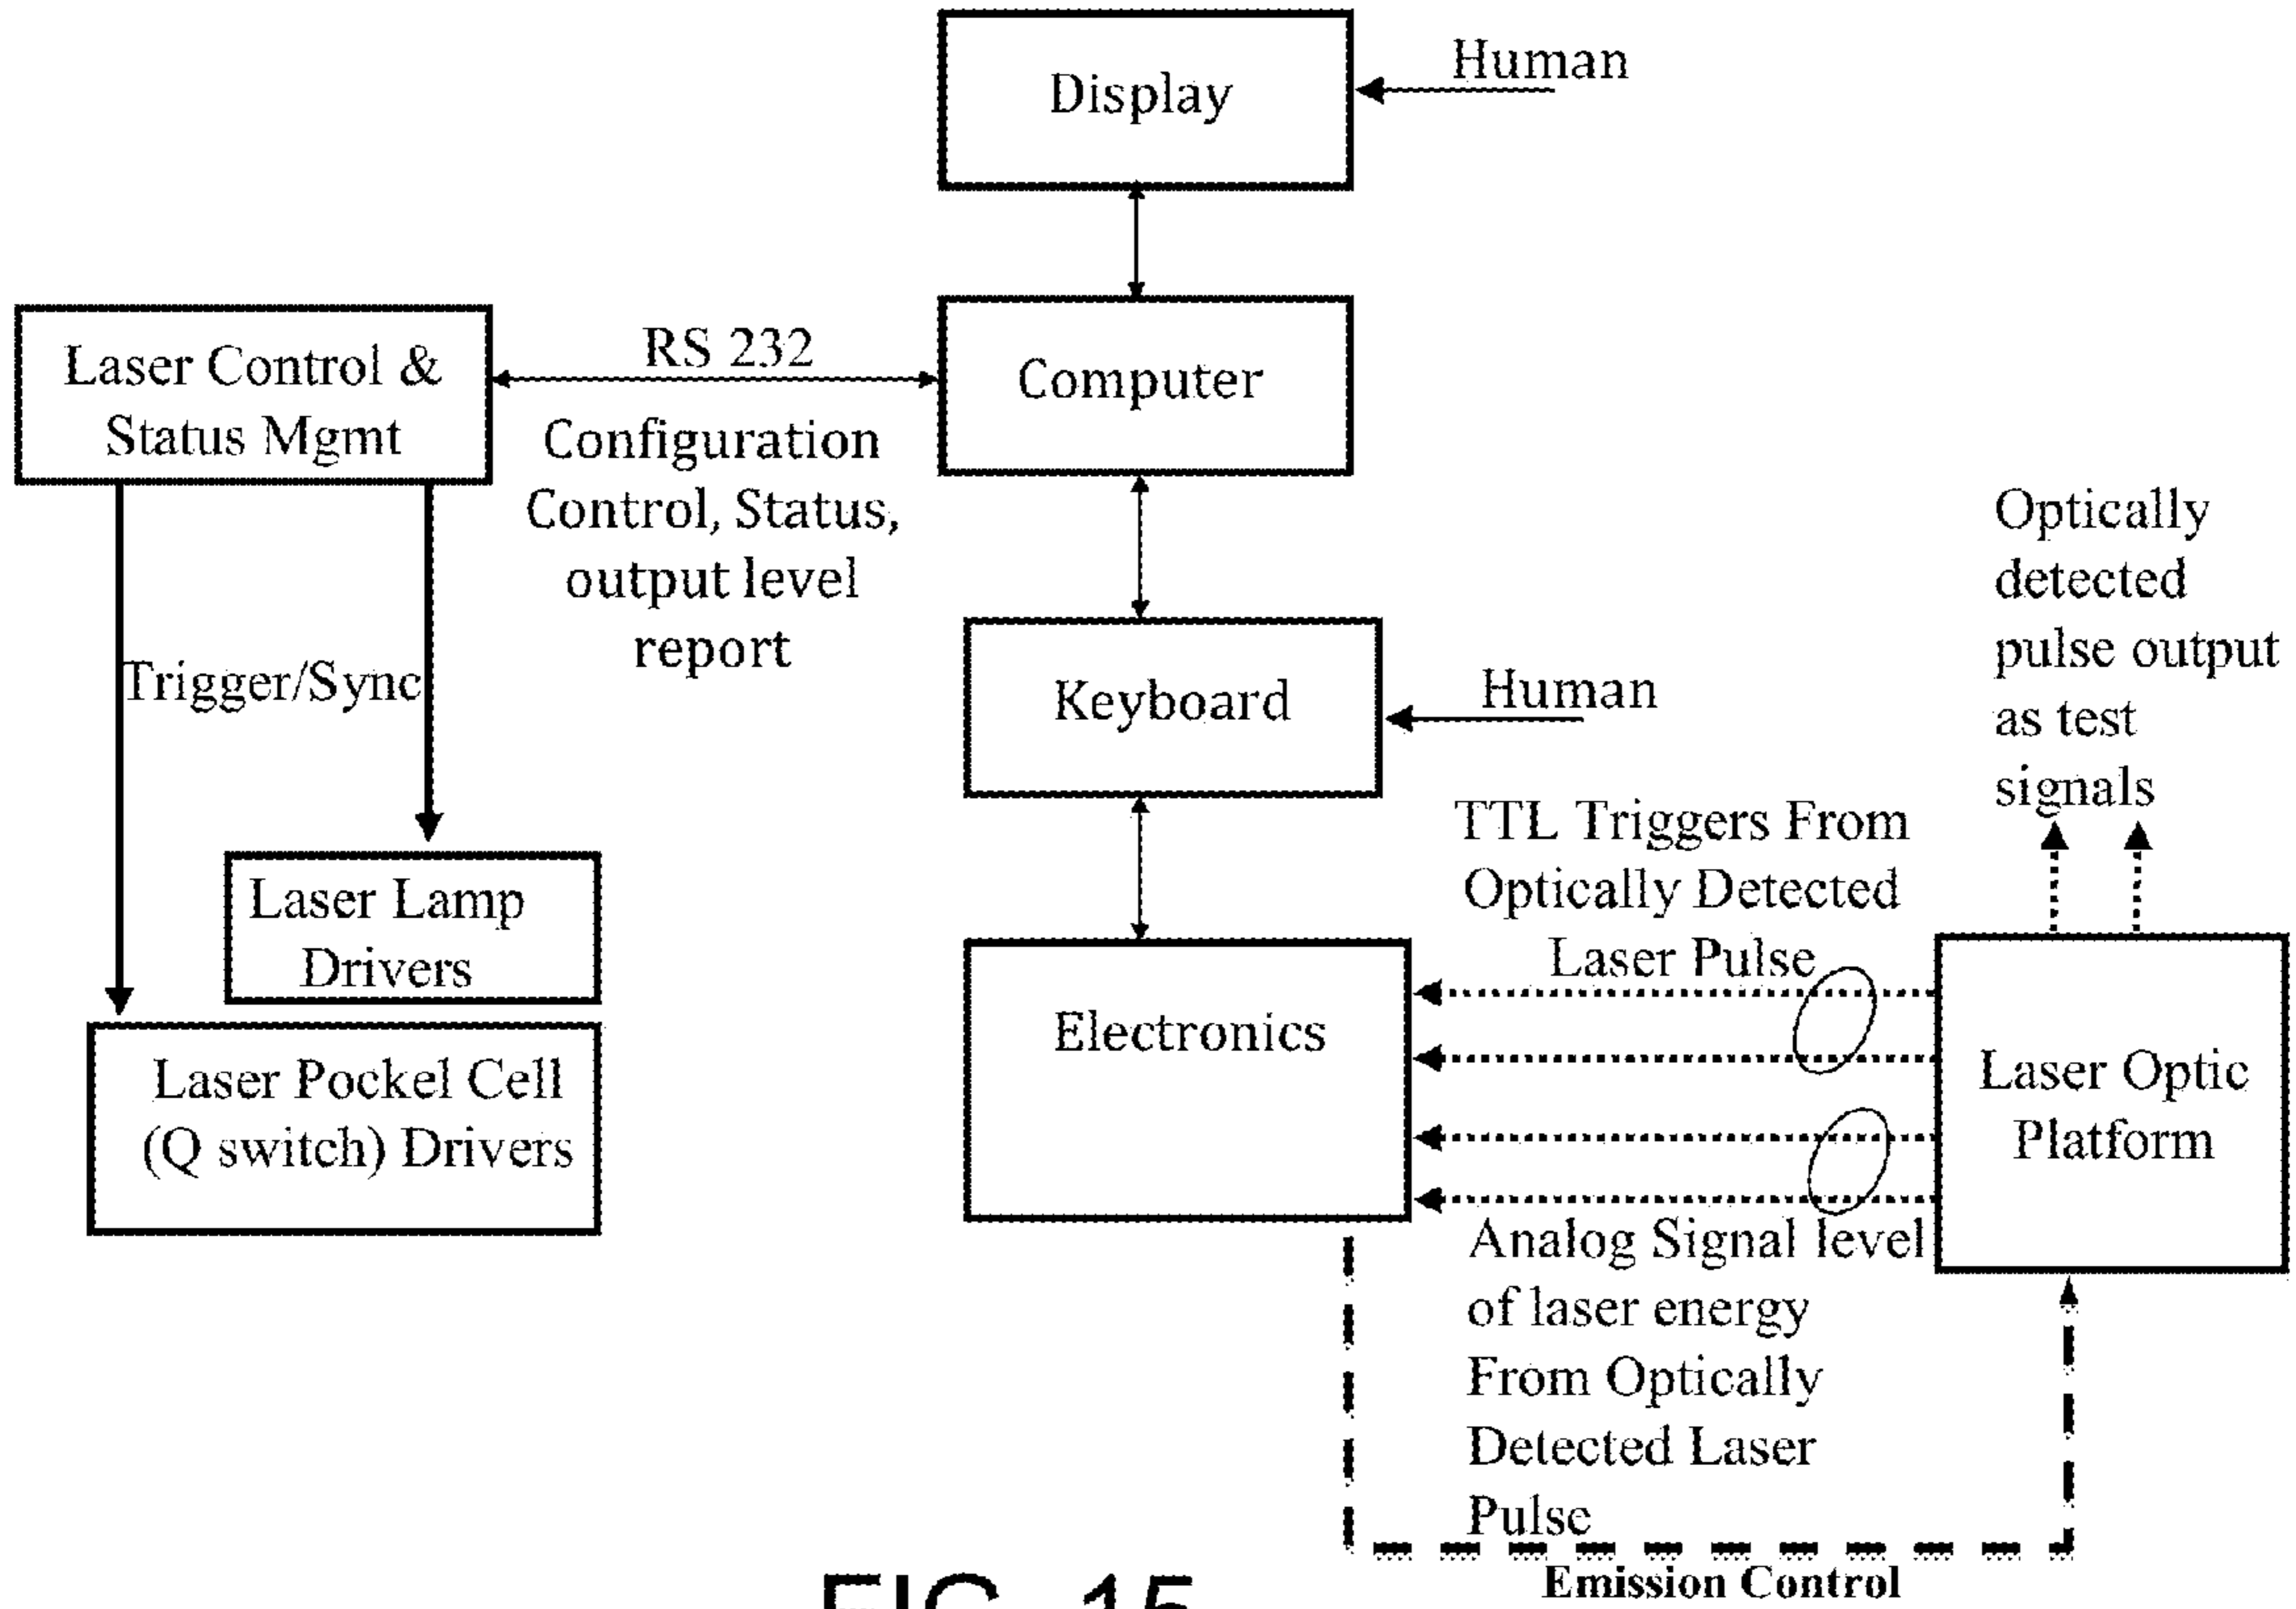 Display
Human
Laser Control &
Status Mgmt
RS 232
Configuration
Control, Status,
output level
report
Computer
Trigger/Sync
Keyboard
Human
Optically
detected
pulse output
as test
signals
Laser Lamp
Drivers
Laser Pockel Cell
(Q switch) Drivers
TTL Triggers From
Optically Detected
Laser Pulse
Electronics
Laser Optic
Platform
Analog Signal level
of laser energy
From Optically
Detected Laser
Pulse
Emission Control
FIG. 15